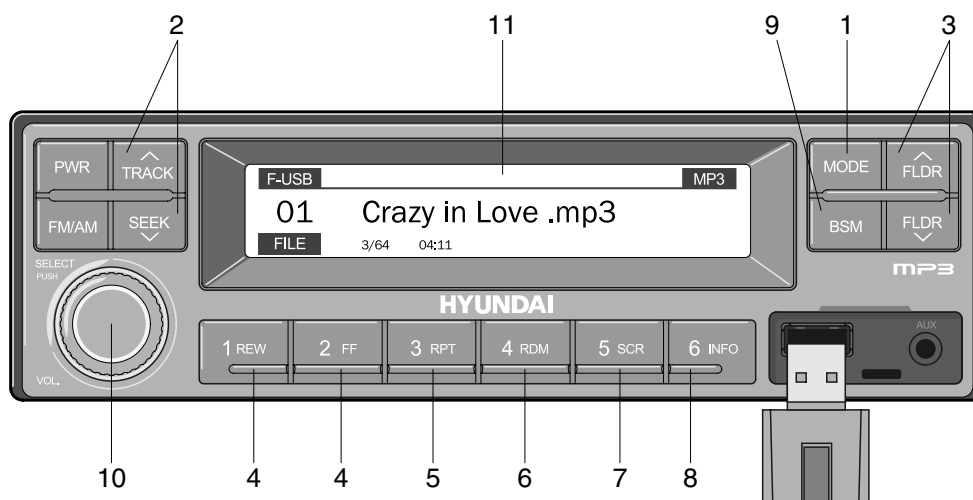 2 11 9 1 3
PWR TRACK
FM/AM SEEK
F-USB MP3
01 Crazy in Love .mp3
FILE 3/64 04:11
MODE FLDR
BSM FLDR
SELECT
PUSH
MP3
HYUNDAI
1 REW 2 FF 3 RPT 4 RDM 5 SCR 6 INFO
AUX
VOL.
10 4 4 5 6 7 8